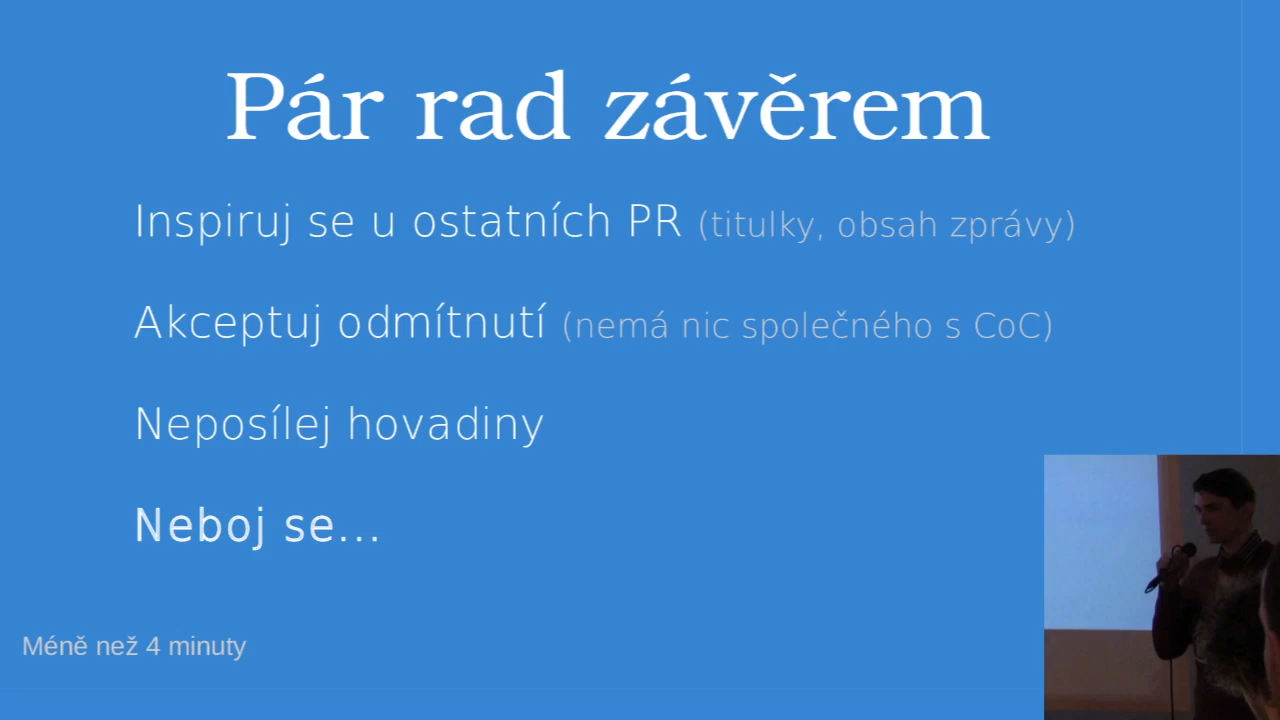 Pár rad závěrem
Inspiruj se u ostatních PR (titulky, obsah zprávy)
Akceptuj odmítnutí (nemá nic společného s CoC)
Neposílej hovadiny
Neboj se...
Méně než 4 minuty